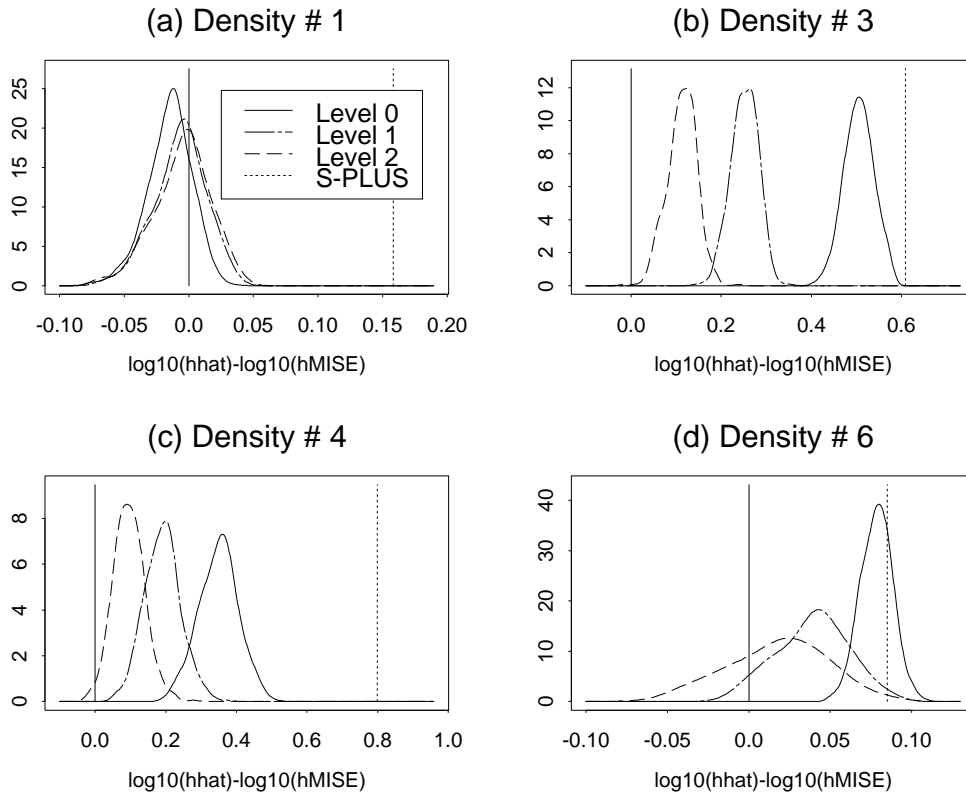 (a) Density # 1
25
20
15
10
5
0
Level 0
Level 1
Level 2
S-PLUS
-0.10 -0.05 0.0 0.05 0.10 0.15 0.20
log10(hhat)-log10(hMISE)
(b) Density # 3
12
10
8
6
4
2
0
0.0 0.2 0.4 0.6
log10(hhat)-log10(hMISE)
(c) Density # 4
8
6
4
2
0
0.0 0.2 0.4 0.6 0.8 1.0
log10(hhat)-log10(hMISE)
(d) Density # 6
40
30
20
10
0
-0.10 -0.05 0.0 0.05 0.10
log10(hhat)-log10(hMISE)